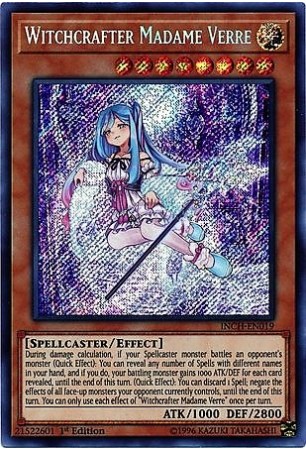 WITCHCRAFTER MADAME VERRE
INCH-EN019
[SPELLCASTER/EFFECT]
During damage calculation, if your Spellcaster monster battles an opponent's
monster (Quick Effect): You can reveal any number of Spells with different names
in your hand, and if you do, your battling monster gains 1000 ATK/DEF for each card
revealed, until the end of this turn. (Quick Effect): You can discard 1 Spell; negate the
effects of all face-up monsters your opponent currently controls, until the end of this
turn. You can only use each effect of "Witchcrafter Madame Verre" once per turn.
ATK/1000 DEF/2800
21522601 1st Edition ©1996 KAZUKI TAKAHASHI